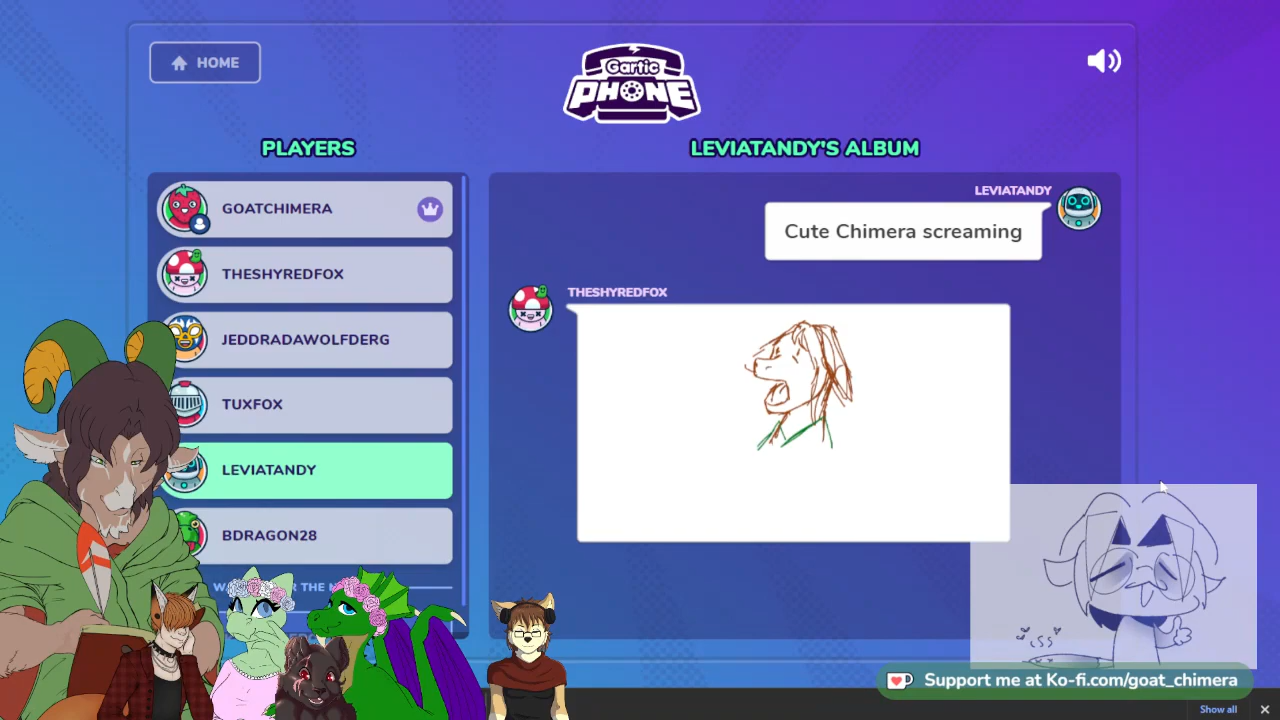 HOME
Gartic
PHONE
PLAYERS
LEVIATANDY'S ALBUM
GOATCHIMERA
THESHYREDFOX
JEDDRADAWOLFDERG
TUXFOX
LEVIATANDY
BDRAGON28
LEVIATANDY
Cute Chimera screaming
THESHYREDFOX
Support me at Ko-fi.com/goat_chimera
Show all